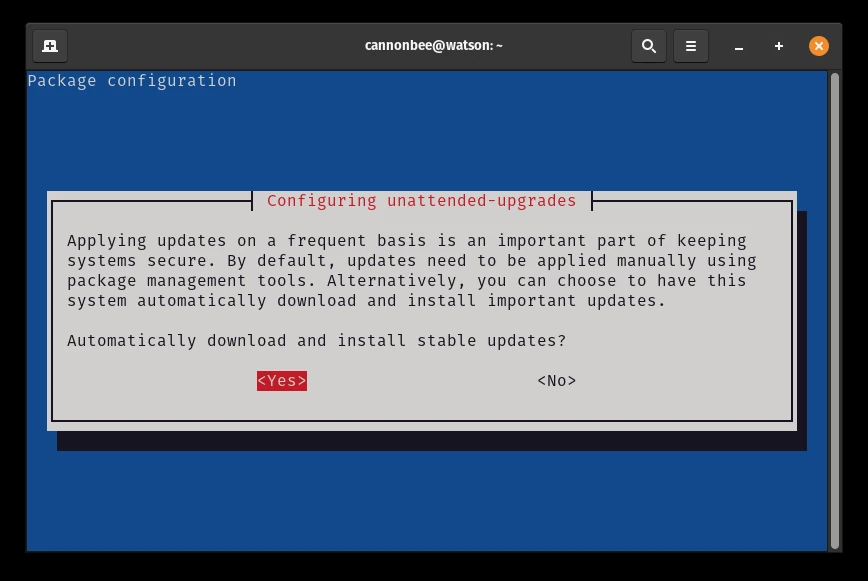 cannonbee@watson: ~
Package configuration
Configuring unattended-upgrades
Applying updates on a frequent basis is an important part of keeping
systems secure. By default, updates need to be applied manually using
package management tools. Alternatively, you can choose to have this
system automatically download and install important updates.
Automatically download and install stable updates?
<Yes> <No>